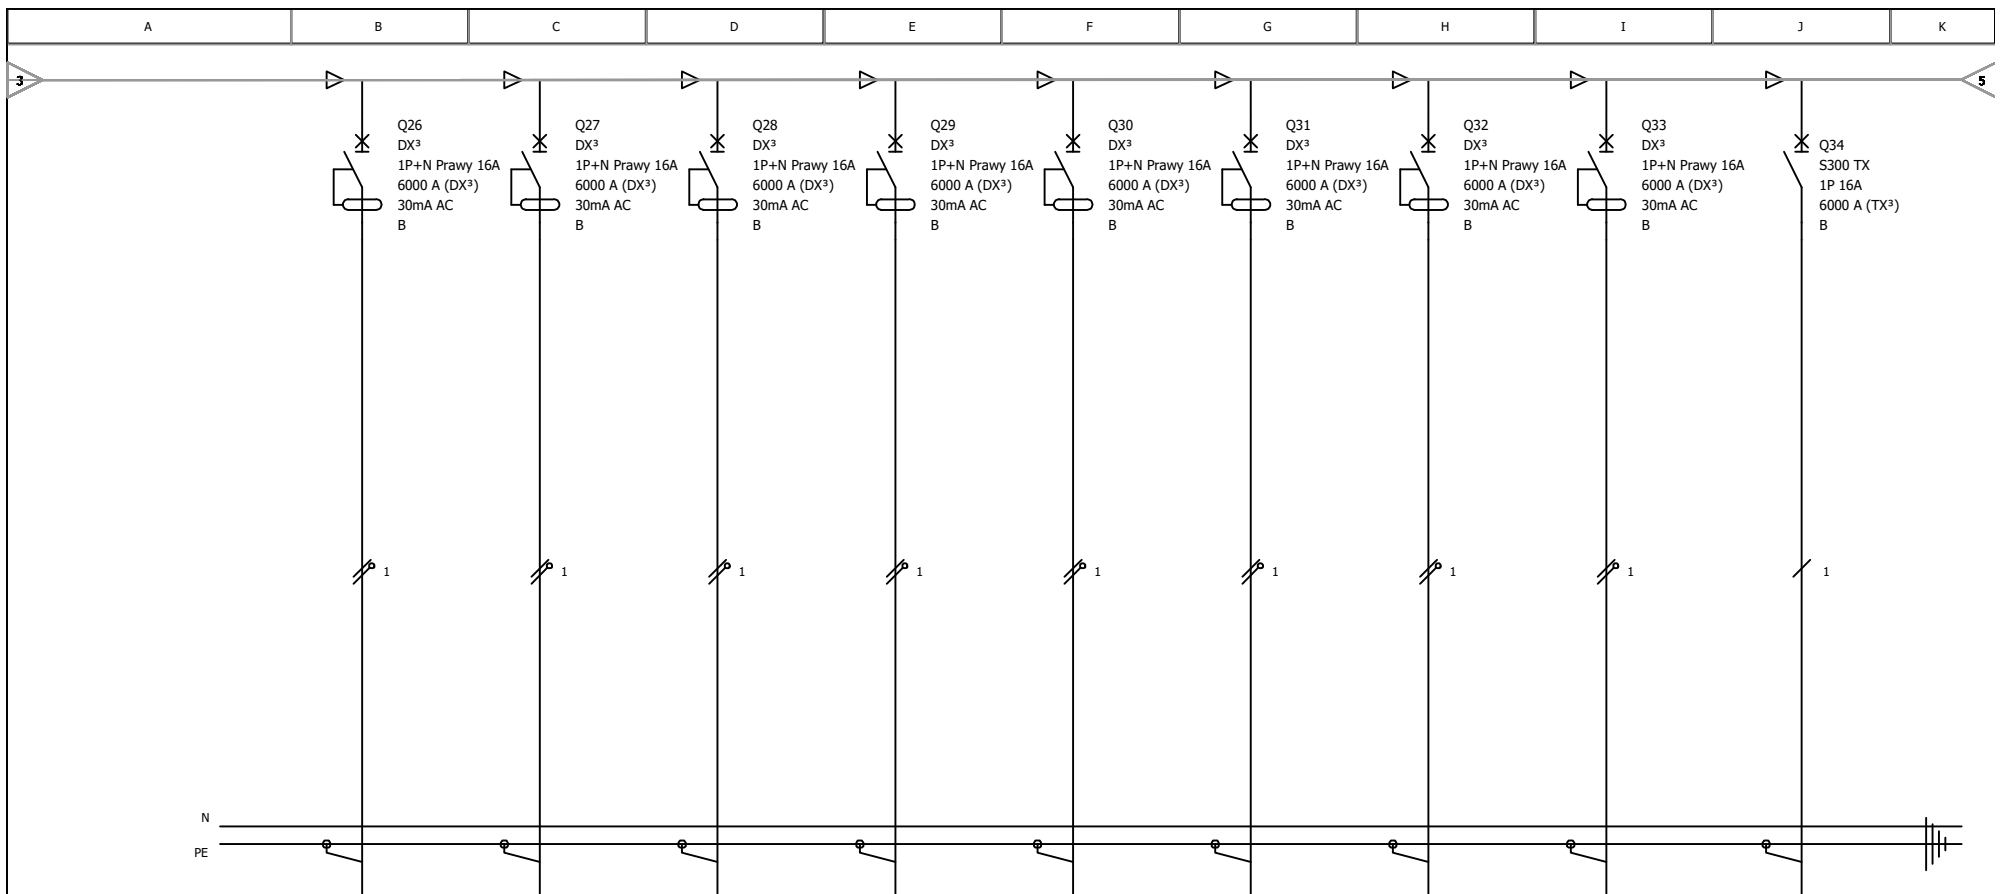 A B C D E F G H I J K
3 5
Q26
DX³
1P+N Prawy 16A
6000 A (DX³)
30mA AC
B
Q27
DX³
1P+N Prawy 16A
6000 A (DX³)
30mA AC
B
Q28
DX³
1P+N Prawy 16A
6000 A (DX³)
30mA AC
B
Q29
DX³
1P+N Prawy 16A
6000 A (DX³)
30mA AC
B
Q30
DX³
1P+N Prawy 16A
6000 A (DX³)
30mA AC
B
Q31
DX³
1P+N Prawy 16A
6000 A (DX³)
30mA AC
B
Q32
DX³
1P+N Prawy 16A
6000 A (DX³)
30mA AC
B
Q33
DX³
1P+N Prawy 16A
6000 A (DX³)
30mA AC
B
Q34
S300 TX
1P 16A
6000 A (TX³)
B
1 1 1 1 1 1 1 1 1
N
PE